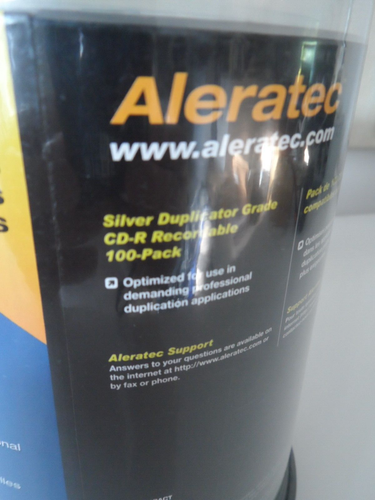 Aleratec
www.aleratec.com
Silver Duplicator Grade
CD-R Recordable
100-Pack
Optimized for use in
demanding professional
duplication applications
Aleratec Support
Answers to your questions are available on
the internet at http://www.aleratec.com or
by fax or phone.
Pack de